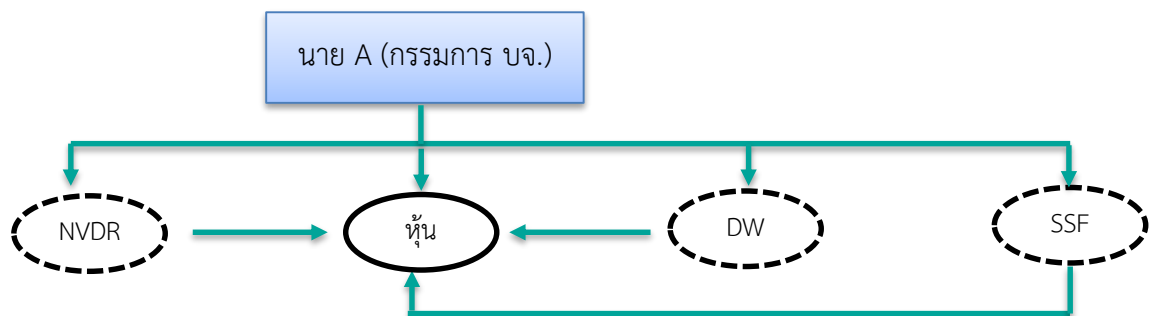 นาย A (กรรมการ บจ.)
NVDR
หุ้น
DW
SSF